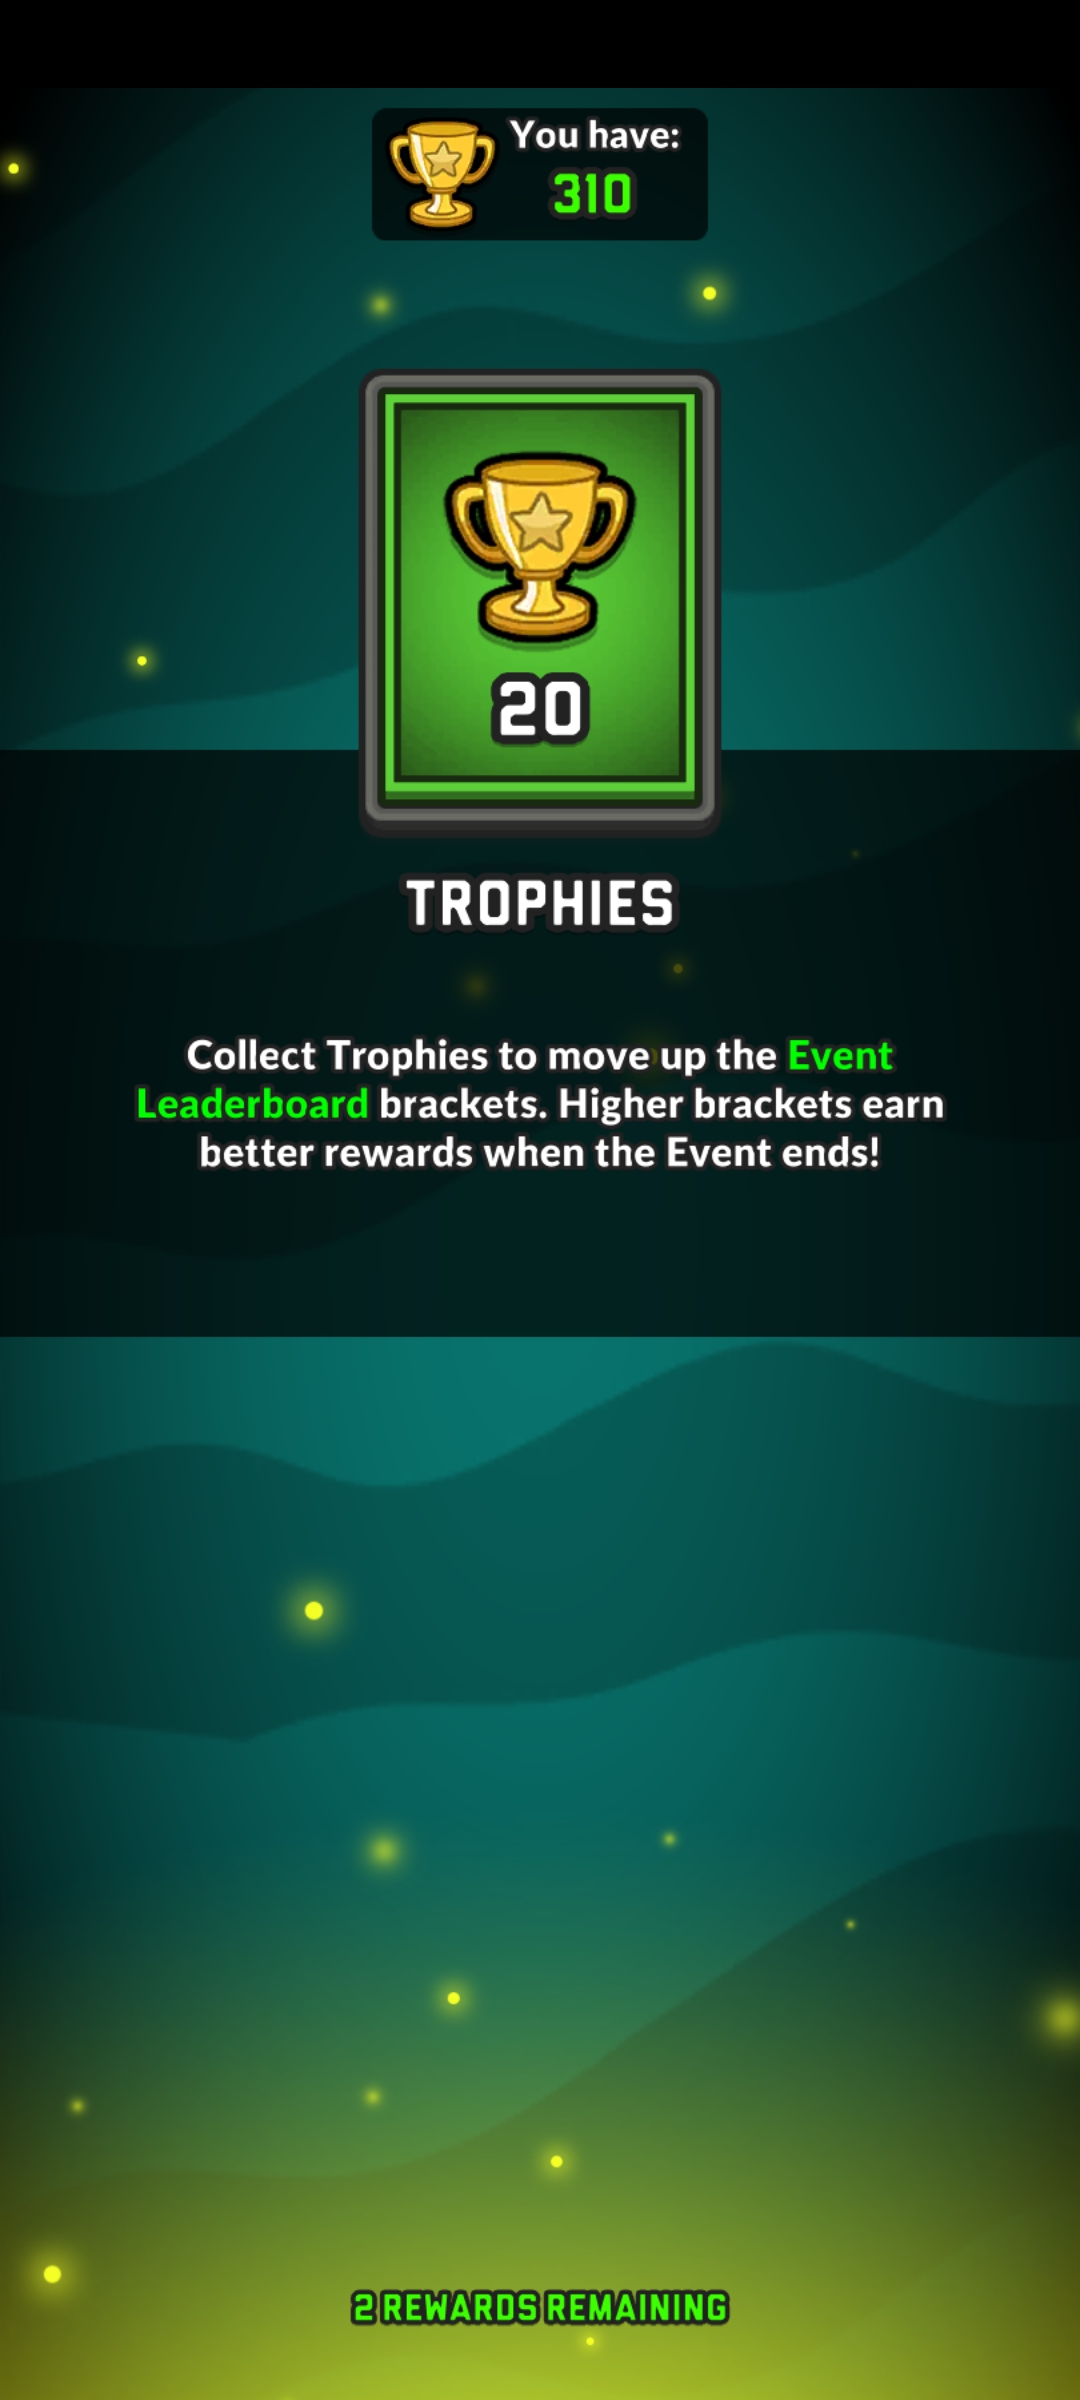 You have:
310
20
TROPHIES
Collect Trophies to move up the Event
Leaderboard brackets. Higher brackets earn
better rewards when the Event ends!
2 REWARDS REMAINING